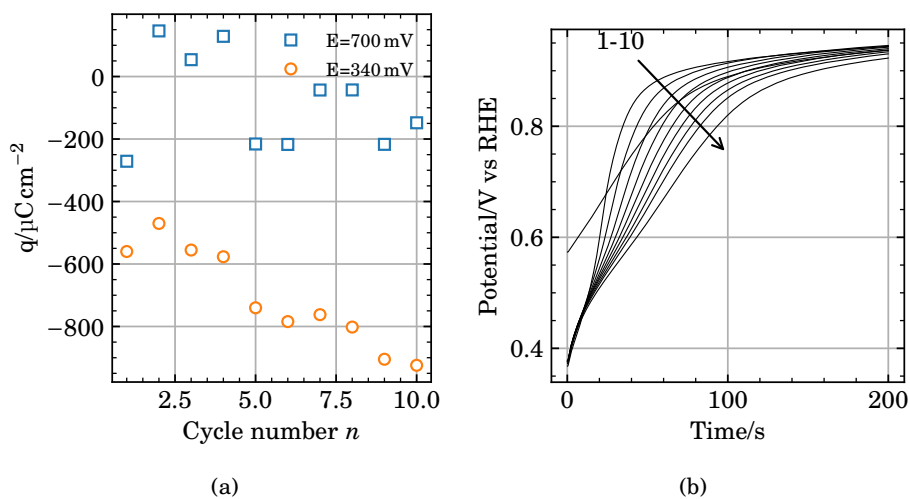 E=700 mV
E=340 mV
0
−200
−400
−600
−800
q/µC cm⁻²
2.5 5.0 7.5 10.0
Cycle number n
(a)
1-10
0.8
0.6
0.4
Potential/V vs RHE
0 100 200
Time/s
(b)